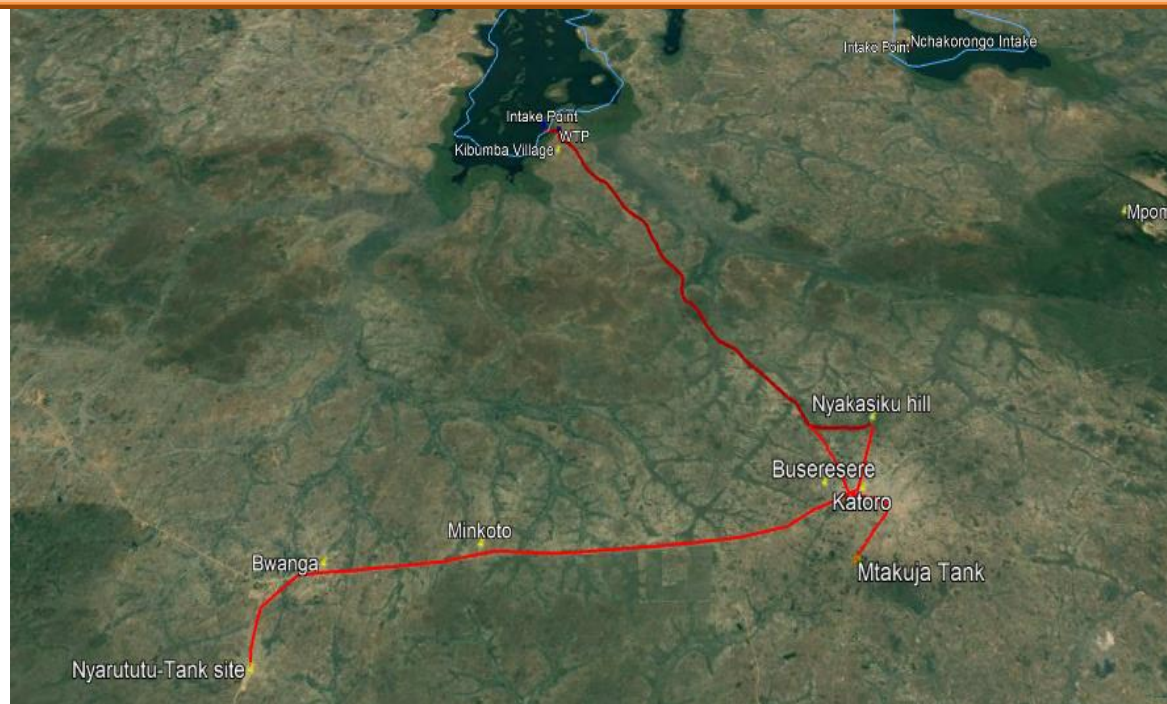 Intake Point
Nchakorongo Intake
Intake Point
WTP
Kibumba Village
Mpom
Nyakasiku hill
Buseresere
Katoro
Minkoto
Bwanga
Mtakuja Tank
Nyarututu-Tank site